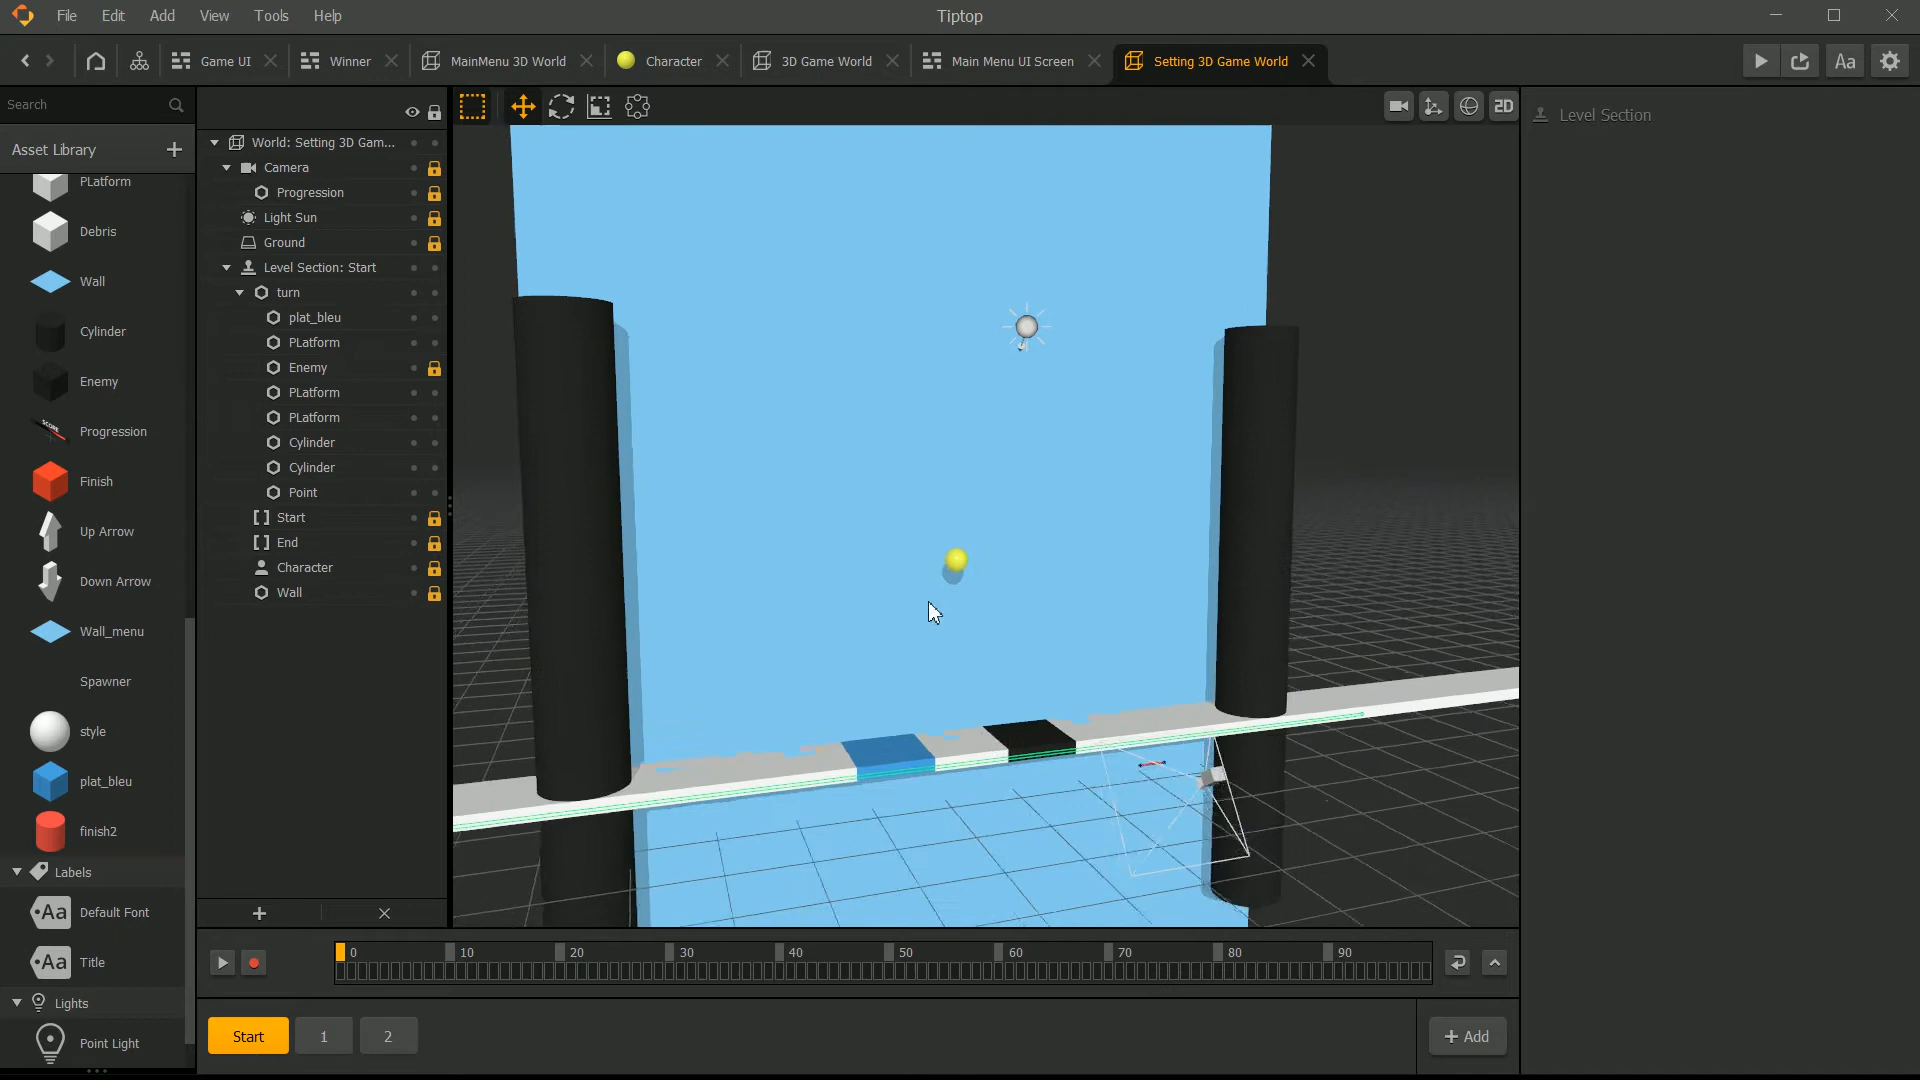 File Edit Add View Tools Help
Tiptop
Game UI
Winner
MainMenu 3D World
Character
3D Game World
Main Menu UI Screen
Setting 3D Game World
Aa
Search
Asset Library
PLatform
Debris
Wall
Cylinder
Enemy
SCORE
Progression
Finish
Up Arrow
Down Arrow
Wall_menu
Spawner
style
plat_bleu
finish2
Labels
Aa Default Font
Aa Title
Lights
Point Light
World: Setting 3D Gam...
Camera
Progression
Light Sun
Ground
Level Section: Start
turn
plat_bleu
PLatform
Enemy
PLatform
PLatform
Cylinder
Cylinder
Point
Start
End
Character
Wall
2D
Level Section
0 10 20 30 40 50 60 70 80 90
Start 1 2
Add